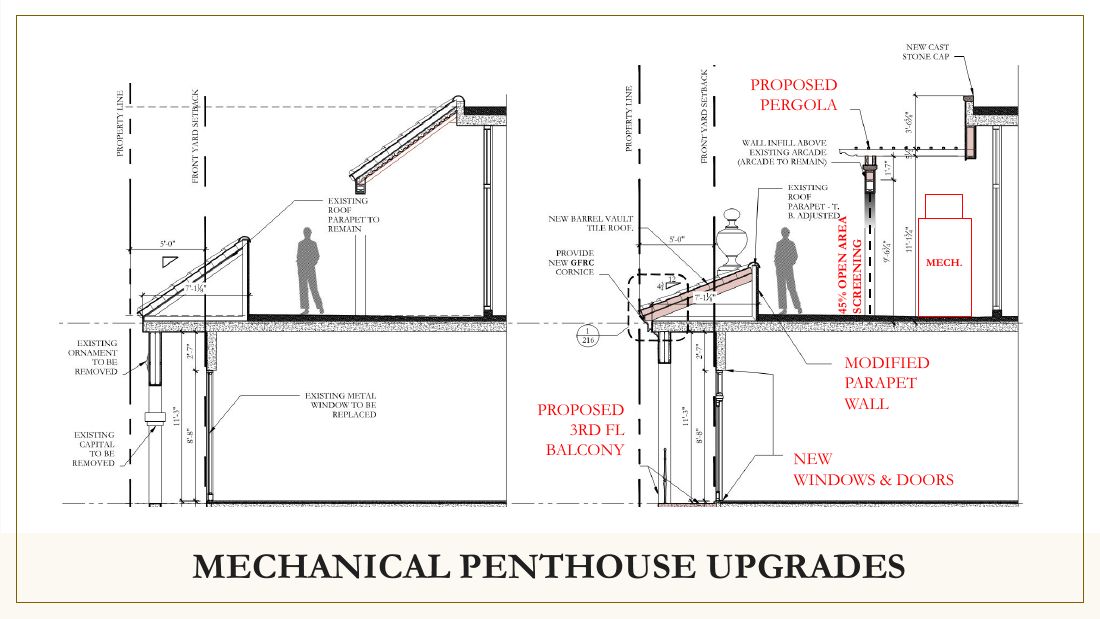 PROPERTY LINE
FRONT YARD SETBACK
EXISTING
ROOF
PARAPET TO
REMAIN
5'-0"
7'-1⅛"
EXISTING
ORNAMENT
TO BE
REMOVED
2'-7"
EXISTING METAL
WINDOW TO BE
REPLACED
11'-3"
8'-8"
EXISTING
CAPITAL
TO BE
REMOVED
NEW CAST
STONE CAP
PROPERTY LINE
FRONT YARD SETBACK
PROPOSED
PERGOLA
WALL INFILL ABOVE
EXISTING ARCADE
(ARCADE TO REMAIN)
1'-7"
EXISTING
ROOF
PARAPET - T.
B. ADJUSTED
NEW BARREL VAULT
TILE ROOF.
5'-0"
PROVIDE
NEW GFRC
CORNICE
7'-1⅛"
45% OPEN AREA
SCREENING
MECH.
1
216
2'-7"
MODIFIED
PARAPET
WALL
PROPOSED
3RD FL
BALCONY
11'-3"
8'-8"
NEW
WINDOWS & DOORS
MECHANICAL PENTHOUSE UPGRADES